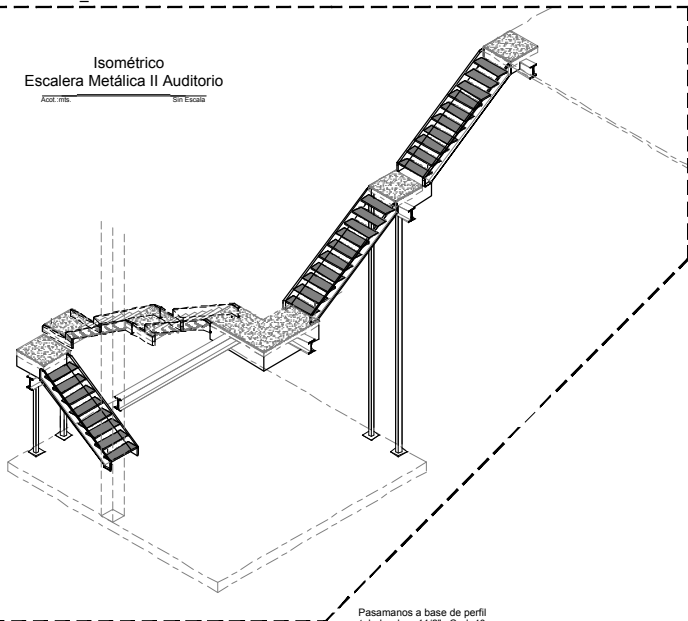 Isométrico
Escalera Metálica II Auditorio
Acot.:mts. Sin Escala
Pasamanos a base de perfil